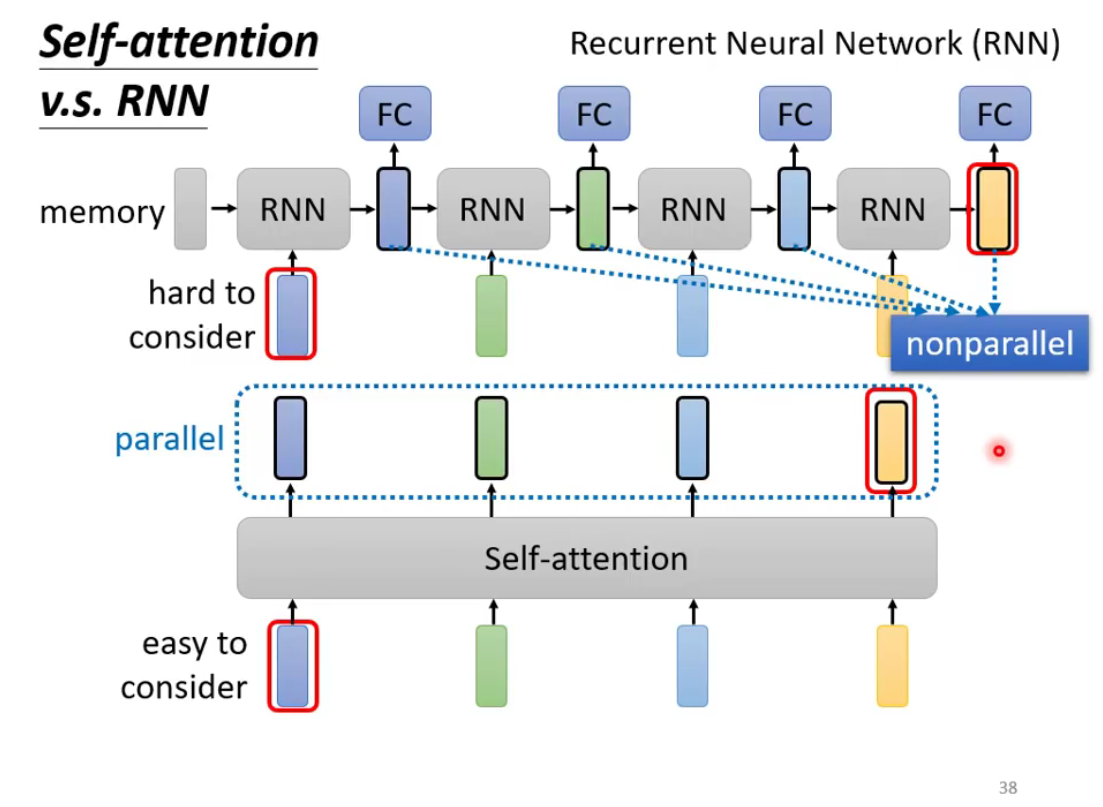 Self-attention
v.s. RNN
Recurrent Neural Network (RNN)
FC
FC
FC
FC
memory
RNN
RNN
RNN
RNN
hard to
consider
nonparallel
parallel
Self-attention
easy to
consider
38